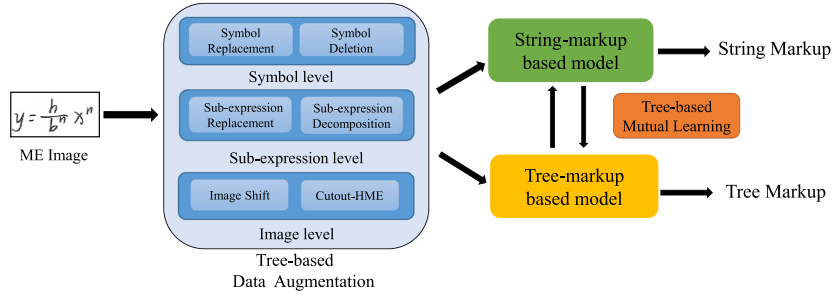 y = \frac{h}{b^n} x^n
ME Image
Symbol
Replacement
Symbol
Deletion
Symbol level
Sub-expression
Replacement
Sub-expression
Decomposition
Sub-expression level
Image Shift
Cutout-HME
Image level
Tree-based
Data Augmentation
String-markup
based model
String Markup
Tree-based
Mutual Learning
Tree-markup
based model
Tree Markup